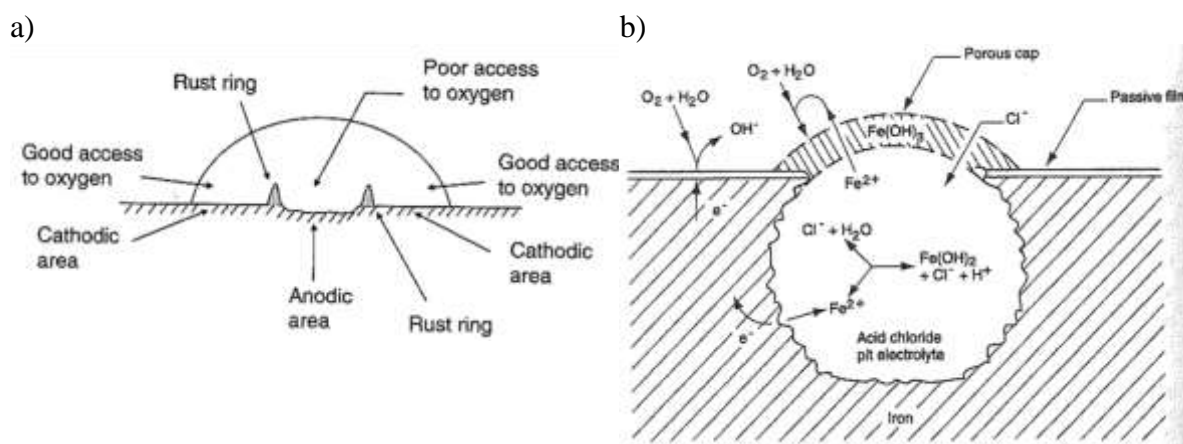 a)
Rust ring
Poor access
to oxygen
Good access
to oxygen
Good access
to oxygen
Cathodic
area
Anodic
area
Cathodic
area
Rust ring
b)
Porous cap
O₂ + H₂O
O₂ + H₂O
Passive film
OH⁻
Fe(OH)₃
Cl⁻
Fe²⁺
e⁻
Cl⁻ + H₂O
Fe(OH)₂
+ Cl⁻ + H⁺
Fe²⁺
e⁻
Acid chloride
pit electrolyte
Iron